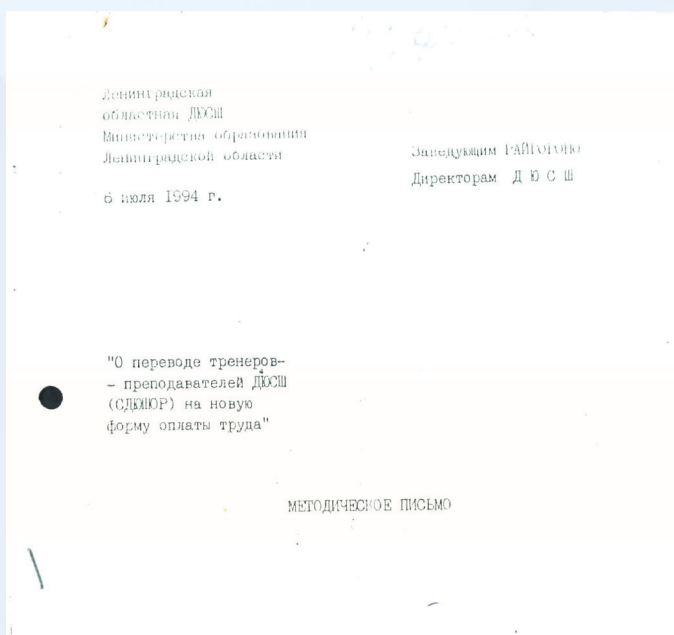 Ленинградская
областная ДЮСШ
Министерства образования
Ленинградской области
Заведующим РАЙГОРОНО
Директорам Д Ю С Ш
6 июля 1994 г.
"О переводе тренеров-
- преподавателей ДЮСШ
(СДЮШОР) на новую
форму оплаты труда"
МЕТОДИЧЕСКОЕ ПИСЬМО